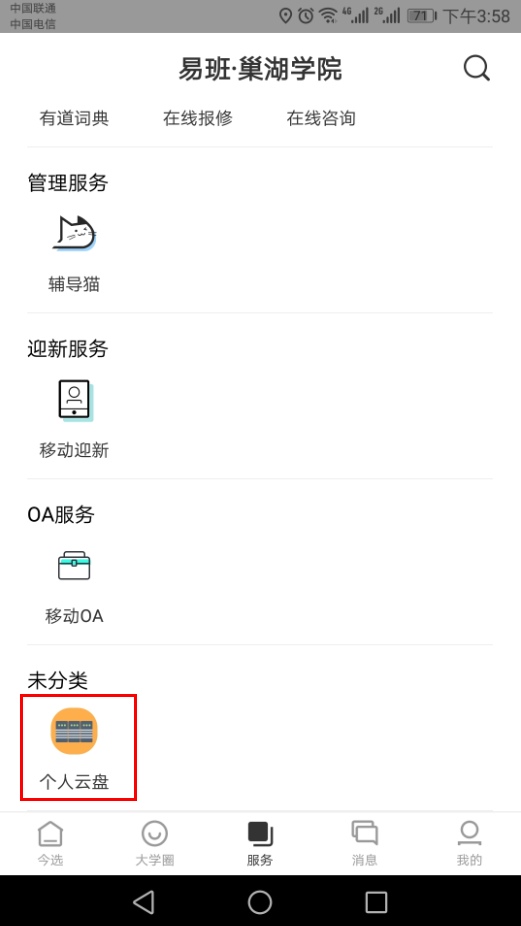 中国联通
中国电信
4G 2G 71 下午3:58
易班·巢湖学院
有道词典 在线报修 在线咨询
管理服务
辅导猫
迎新服务
移动迎新
OA服务
移动OA
未分类
个人云盘
今选 大学圈 服务 消息 我的